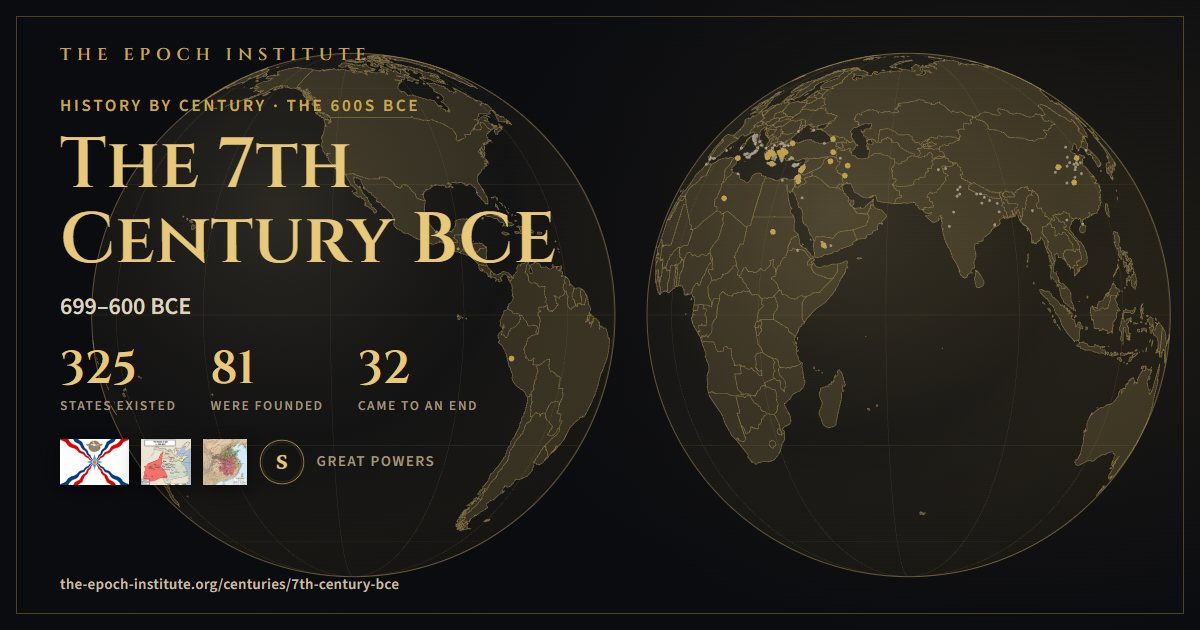 THE EPOCH INSTITUTE
HISTORY BY CENTURY · THE 600S BCE
THE 7TH
CENTURY BCE
699–600 BCE
325 81 32
STATES EXISTED WERE FOUNDED CAME TO AN END
S GREAT POWERS
the-epoch-institute.org/centuries/7th-century-bce